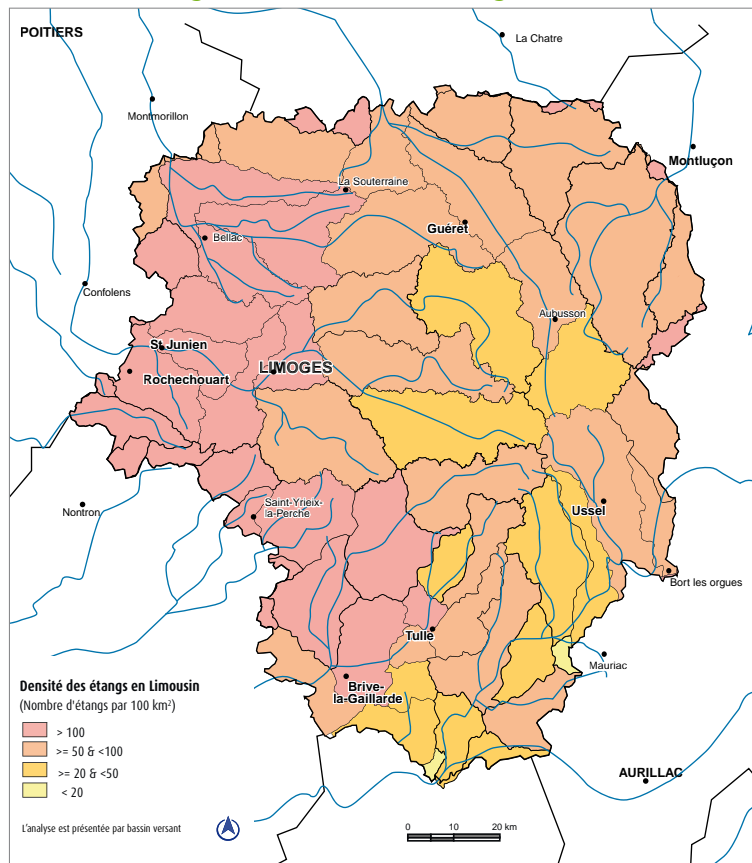 POITIERS
La Chatre
Montmorillon
Montluçon
La Souterraine
Guéret
Bellac
Confolens
Aubusson
St Junien
LIMOGES
Rochechouart
Nontron
Saint-Yrieix-
la-Perche
Ussel
Bort les orgues
Tulle
Mauriac
Brive-
la-Gaillarde
Densité des étangs en Limousin
(Nombre d'étangs par 100 km²)
> 100
>= 50 & <100
>= 20 & <50
< 20
AURILLAC
L'analyse est présentée par bassin versant
0 10 20 km